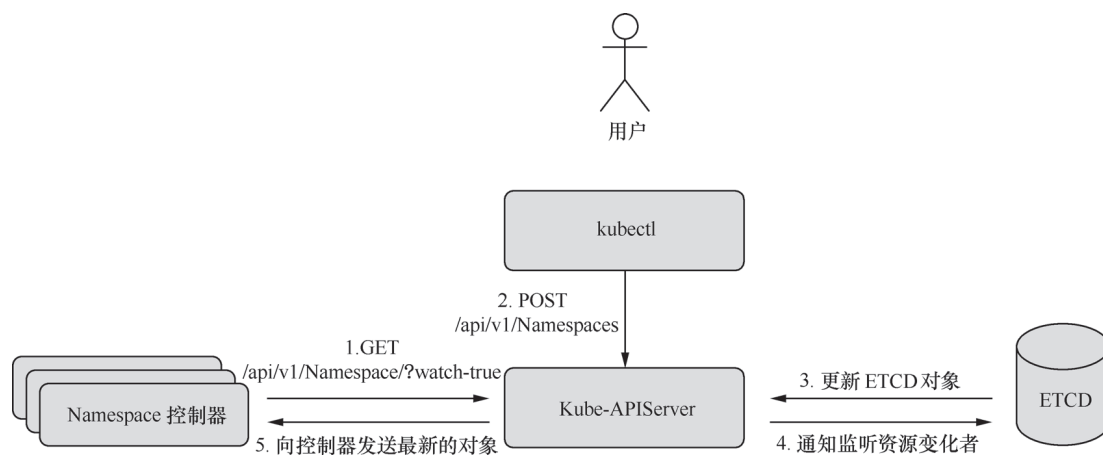 用户
kubectl
2. POST
/api/v1/Namespaces
1.GET
/api/v1/Namespace/?watch-true
Namespace 控制器
5. 向控制器发送最新的对象
Kube-APIServer
3. 更新 ETCD 对象
4. 通知监听资源变化者
ETCD